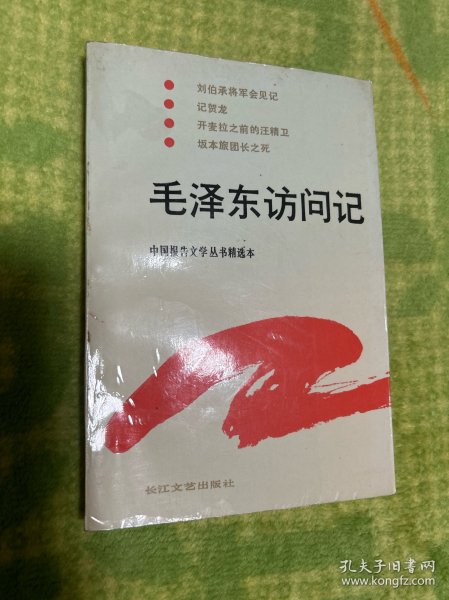 刘伯承将军会见记
记贺龙
开麦拉之前的汪精卫
坂本旅团长之死
毛泽东访问记
中国报告文学丛书精选本
长江文艺出版社
孔夫子旧书网
www.kongfz.com